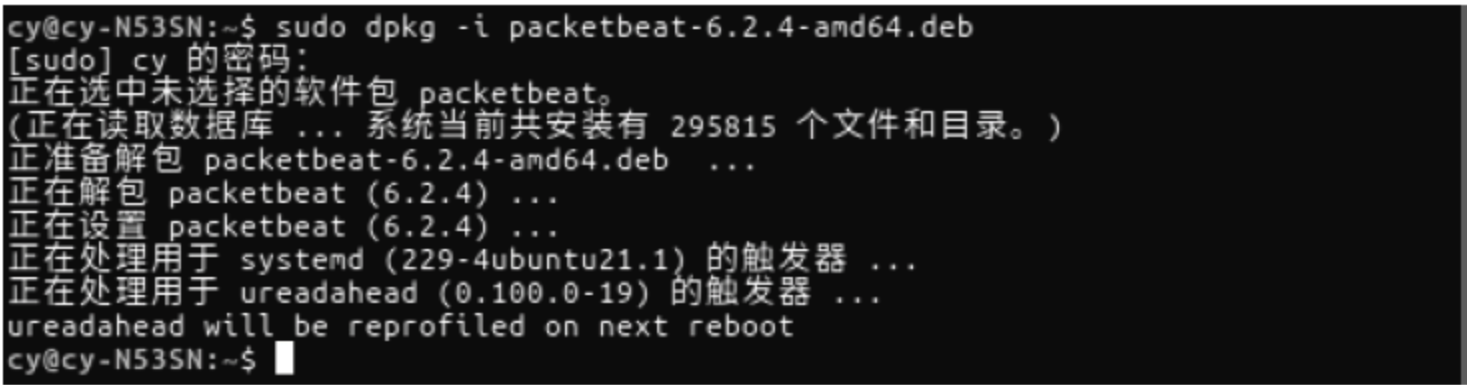 cy@cy-N53SN:~$ sudo dpkg -i packetbeat-6.2.4-amd64.deb
[sudo] cy 的密码:
正在选中未选择的软件包 packetbeat。
(正在读取数据库 ... 系统当前共安装有 295815 个文件和目录。)
正准备解包 packetbeat-6.2.4-amd64.deb  ...
正在解包 packetbeat (6.2.4) ...
正在设置 packetbeat (6.2.4) ...
正在处理用于 systemd (229-4ubuntu21.1) 的触发器 ...
正在处理用于 ureadahead (0.100.0-19) 的触发器 ...
ureadahead will be reprofiled on next reboot
cy@cy-N53SN:~$